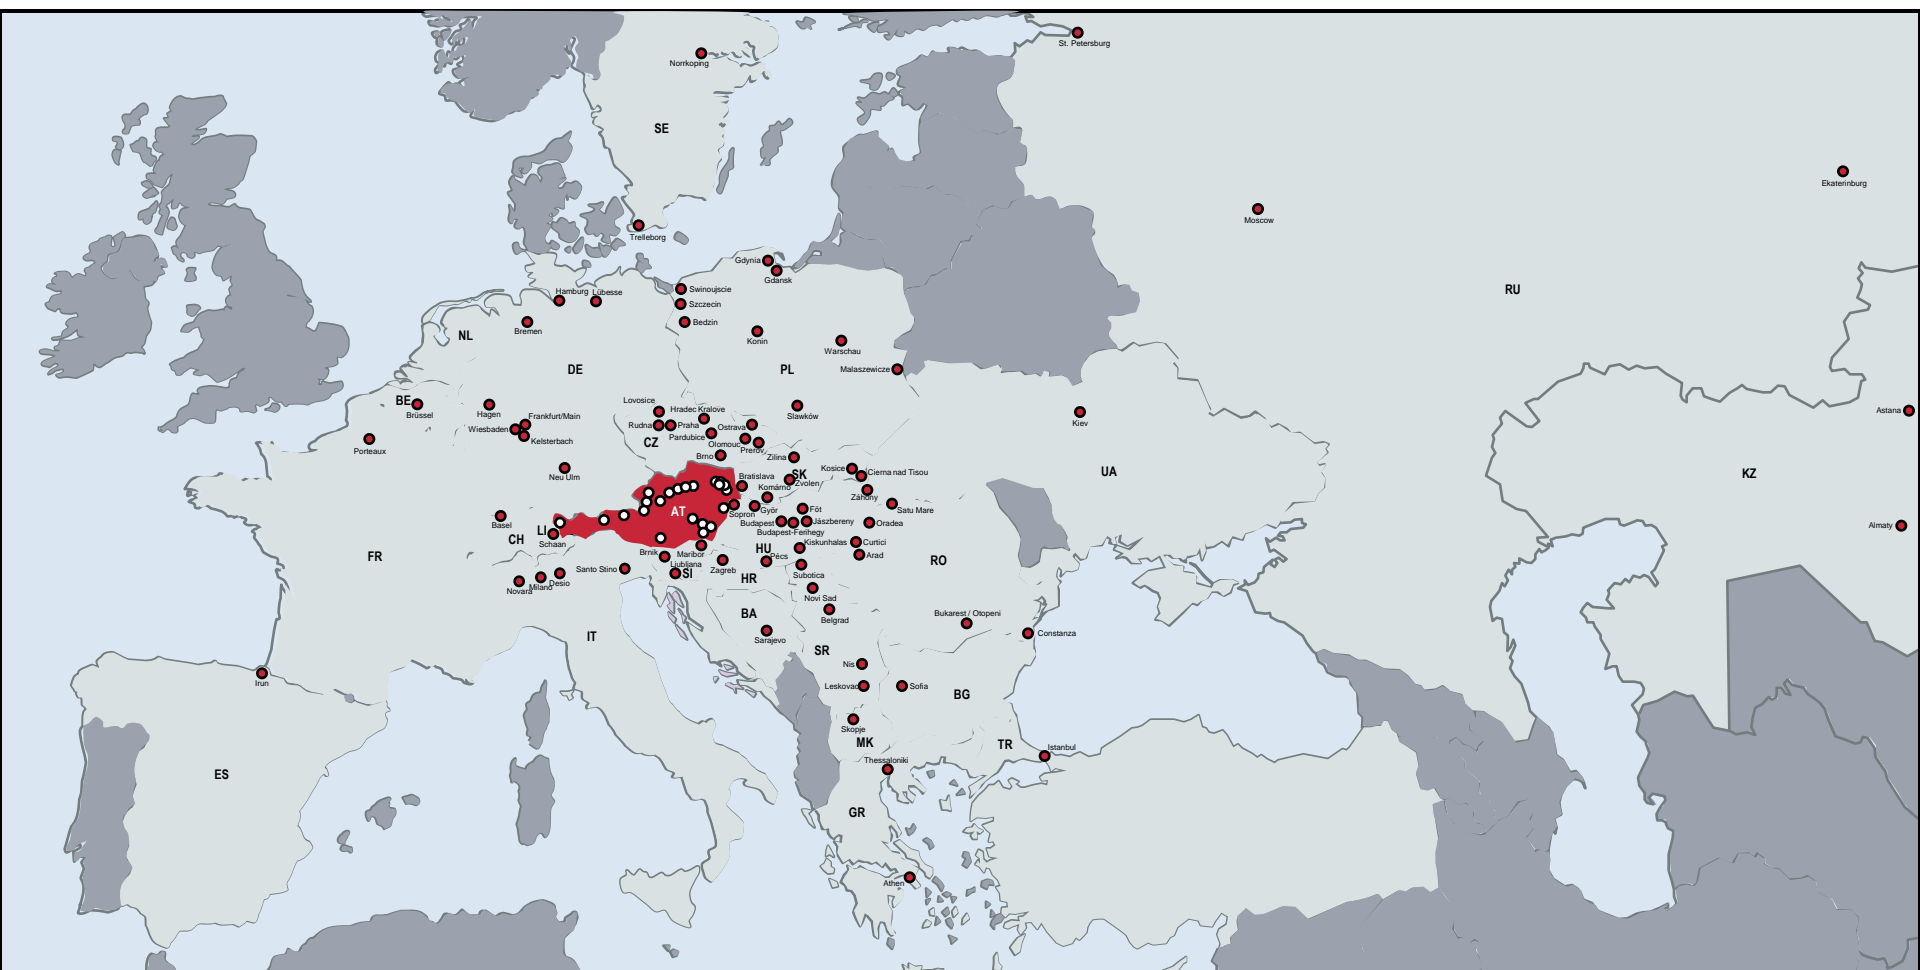 St. Petersburg
Norrkoping
SE
Ekaterinburg
Moscow
Trelleborg
Gdynia
Gdansk
RU
Swinoujscie
Hamburg
Lübesse
Szczecin
Bedzin
Bremen
NL
Konin
Warschau
DE
PL
Malaszewicze
BE
Brüssel
Hagen
Lovosice
Hradec Kralove
Slawków
Astana
Frankfurt/Main
Wiesbaden
Rudna
Praha
Ostrava
Kiev
Kelsterbach
CZ
Pardubice
Olomouc
Prerov
Porteaux
Brno
Zilina
Neu Ulm
Kosice
Cierna nad Tisou
UA
KZ
Bratislava
SK
Zvolen
Komárno
Záhony
AT
Sopron
Györ
Föt
Satu Mare
Basel
LI
Budapest
Jászbereny
Oradea
Almaty
Budapest-Ferihegy
CH
Schaan
Kiskunhalas
Curtici
FR
Brnik
Maribor
HU
Pécs
Arad
RO
Ljubljana
Santo Stino
SI
Zagreb
HR
Subotica
Novara
Milano
Desio
Novi Sad
BA
Belgrad
Bukarest / Otopeni
IT
Sarajevo
Constanza
SR
Nis
Irun
Leskovac
Sofia
BG
Skopje
MK
TR
Istanbul
Thessaloniki
ES
GR
Athen